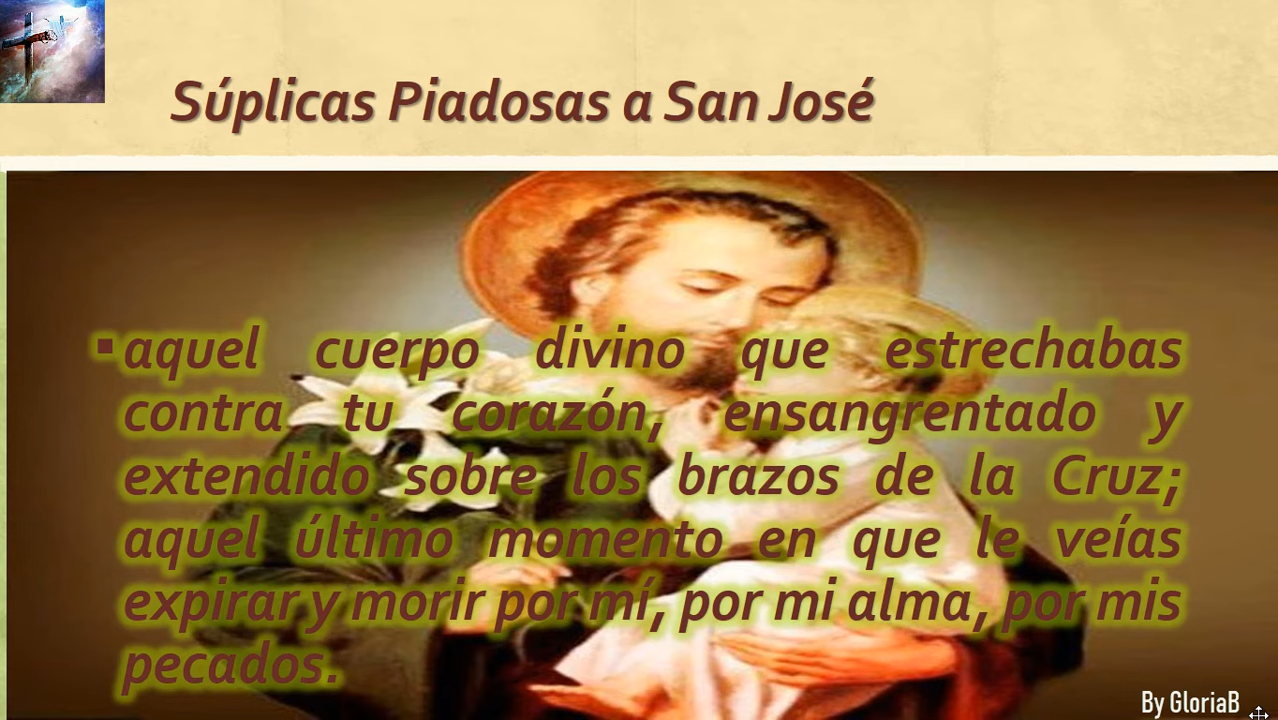 Súplicas Piadosas a San José
▪aquel cuerpo divino que estrechabas
contra tu corazón, ensangrentado y
extendido sobre los brazos de la Cruz;
aquel último momento en que le veías
expirar y morir por mí, por mi alma, por mis
pecados.
By GloriaB